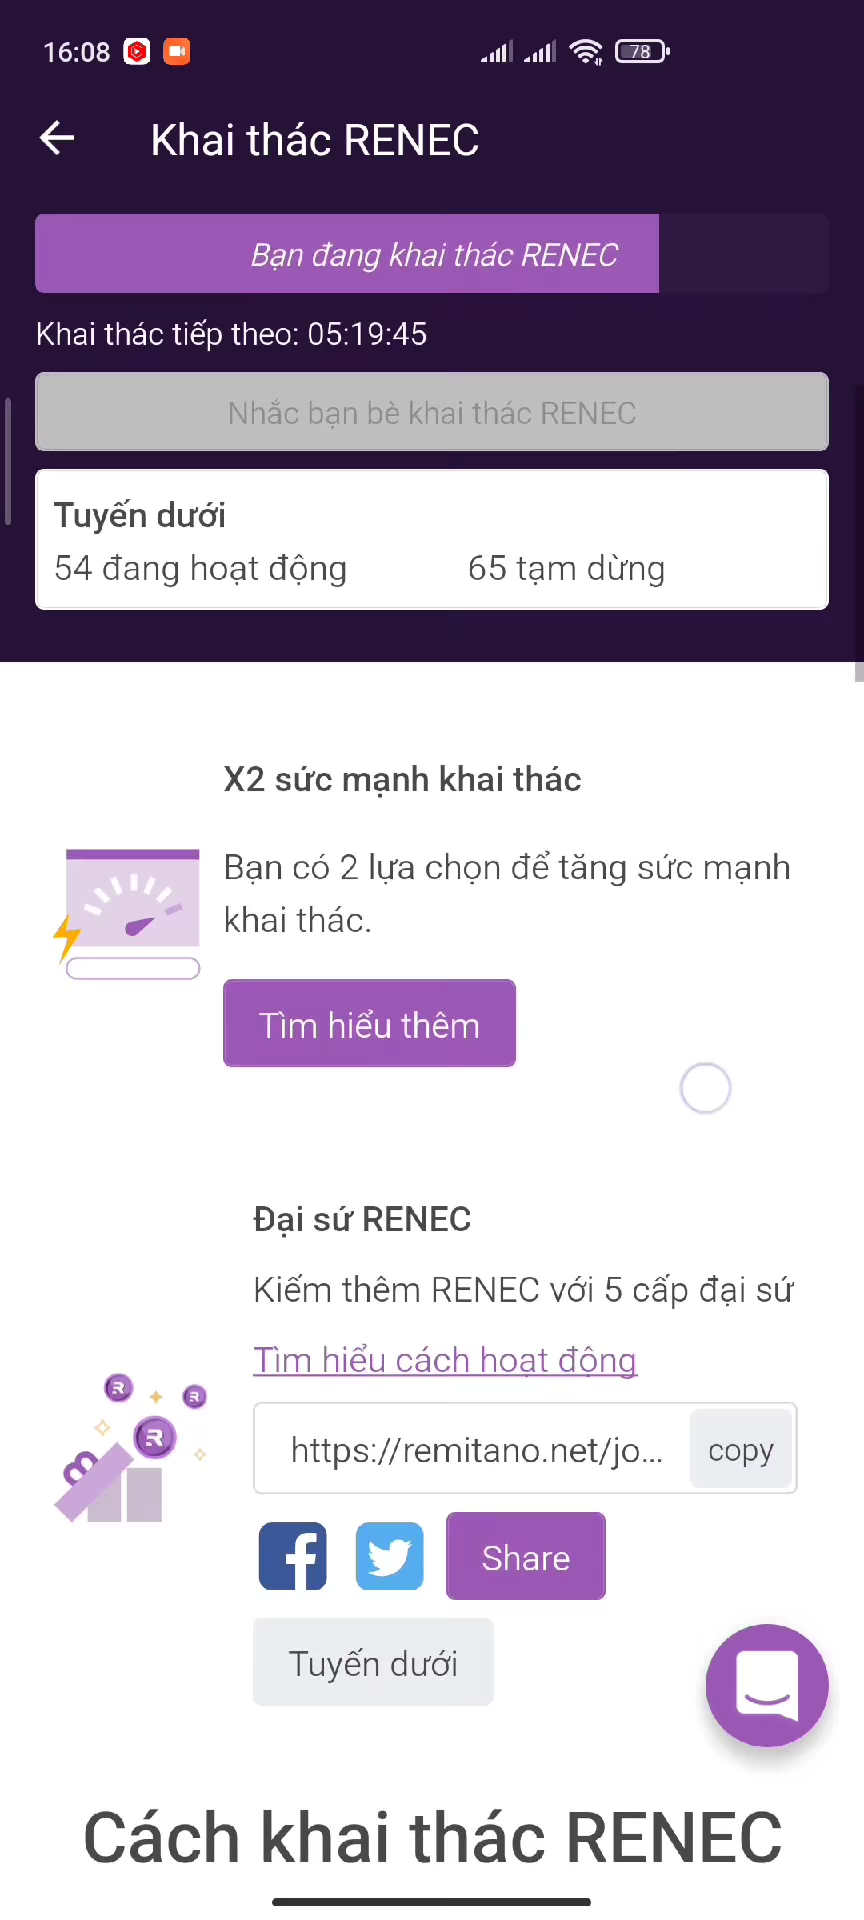 16:08
78
Khai thác RENEC
Bạn đang khai thác RENEC
Khai thác tiếp theo: 05:19:45
Nhắc bạn bè khai thác RENEC
Tuyến dưới
54 đang hoạt động 65 tạm dừng
X2 sức mạnh khai thác
Bạn có 2 lựa chọn để tăng sức mạnh
khai thác.
Tìm hiểu thêm
Đại sứ RENEC
Kiếm thêm RENEC với 5 cấp đại sứ
Tìm hiểu cách hoạt động
https://remitano.net/jo... copy
Share
Tuyến dưới
Cách khai thác RENEC